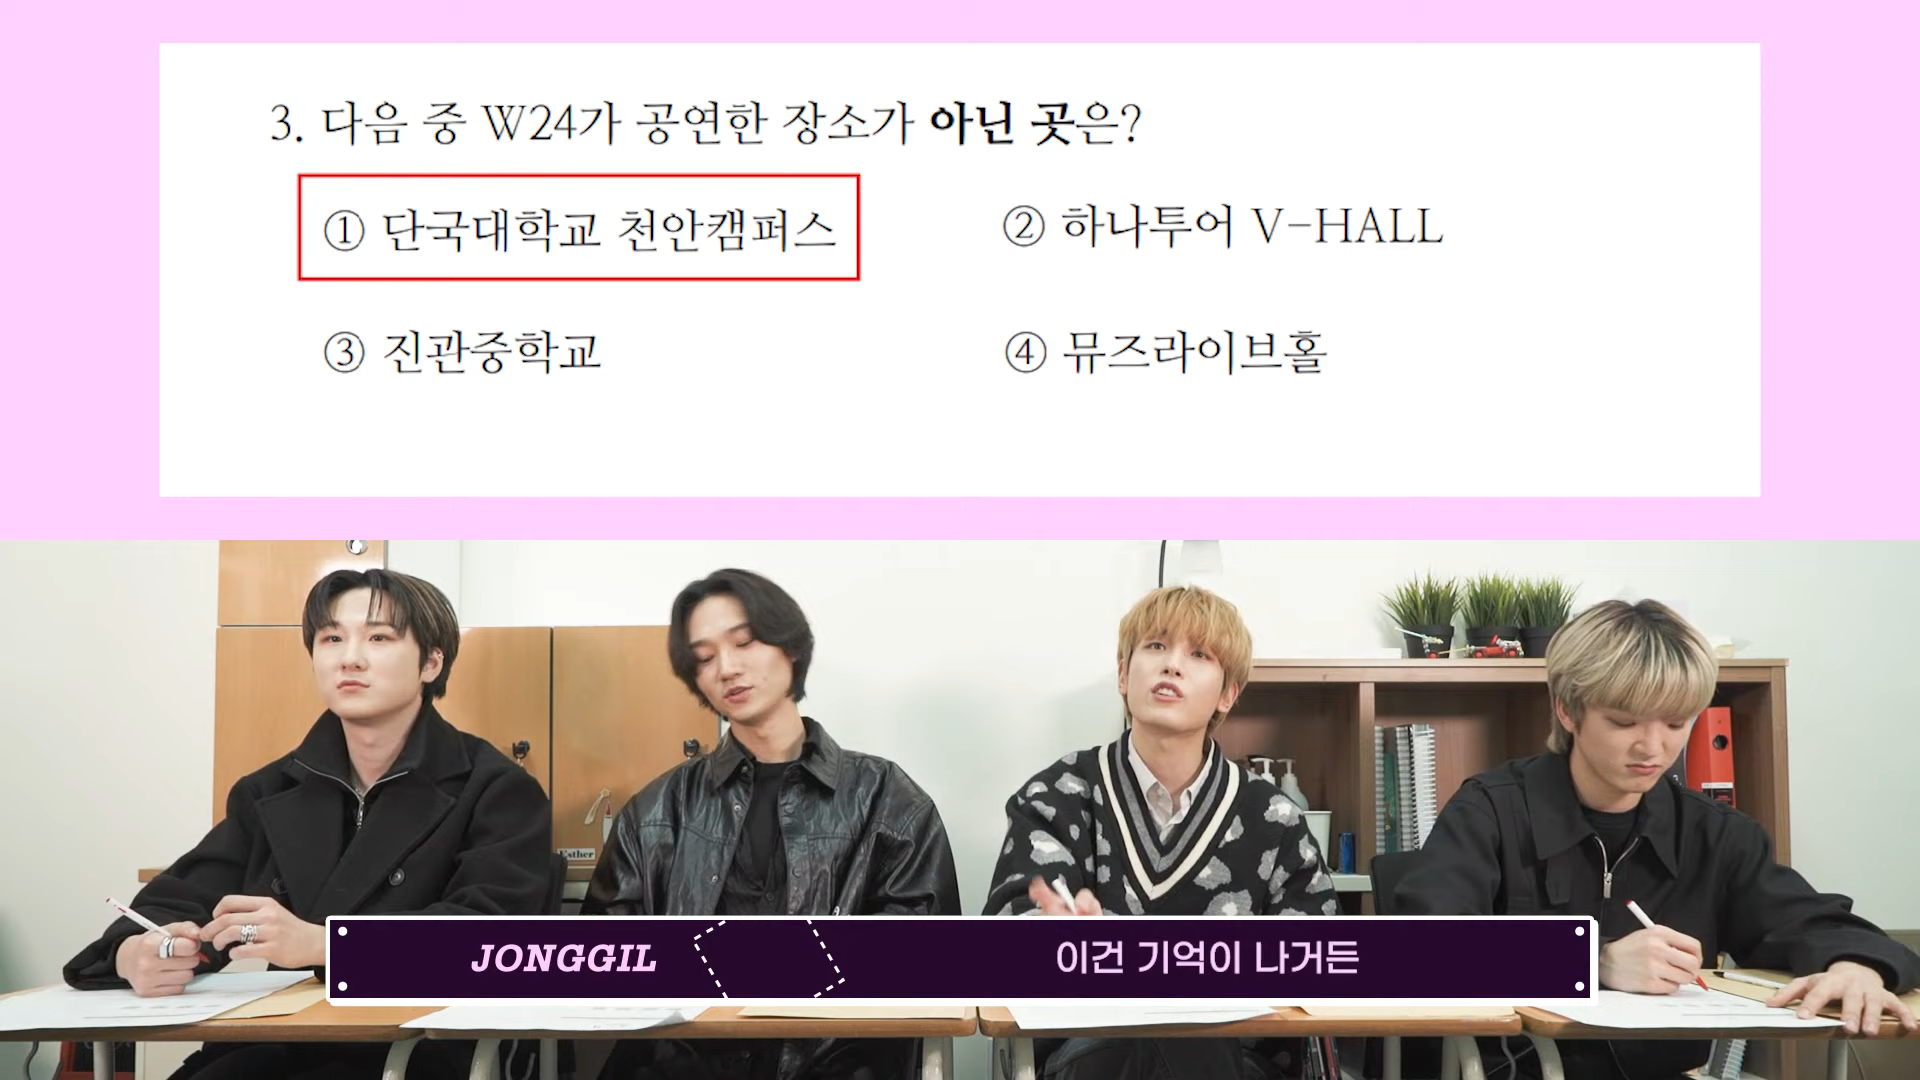 3. 다음 중 W24가 공연한 장소가 아닌 곳은?
① 단국대학교 천안캠퍼스
② 하나투어 V-HALL
③ 진관중학교
④ 뮤즈라이브홀
Esther
JONGGIL
이건 기억이 나거든